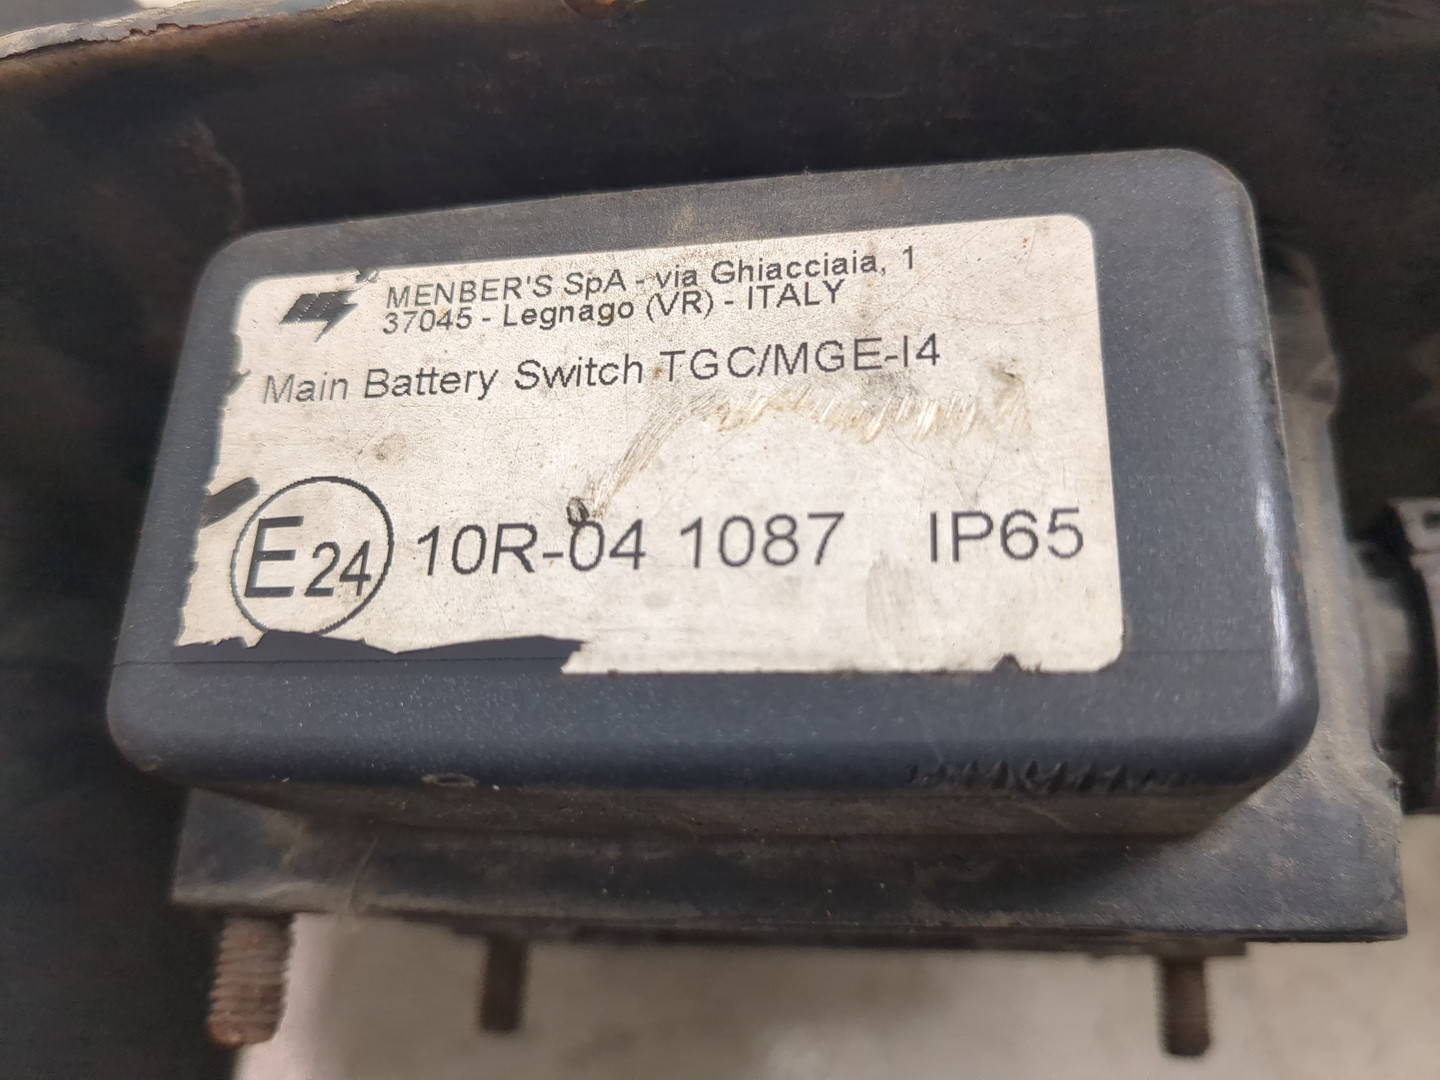 MENBER'S SpA - via Ghiacciaia, 1
37045 - Legnago (VR) - ITALY
Main Battery Switch TGC/MGE-I4
E24 10R-04 1087 IP65